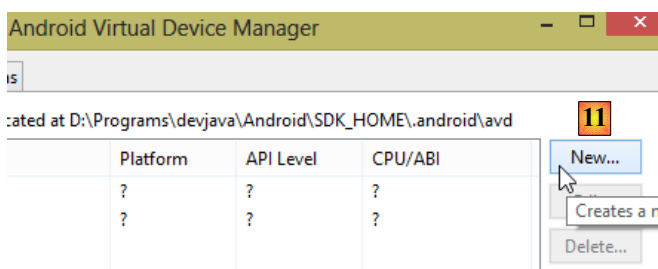 Android Virtual Device Manager
cated at D:\Programs\devjava\Android\SDK_HOME\.android\avd
11
Platform API Level CPU/ABI
New...
? ? ?
? ? ?
Creates a
Delete...